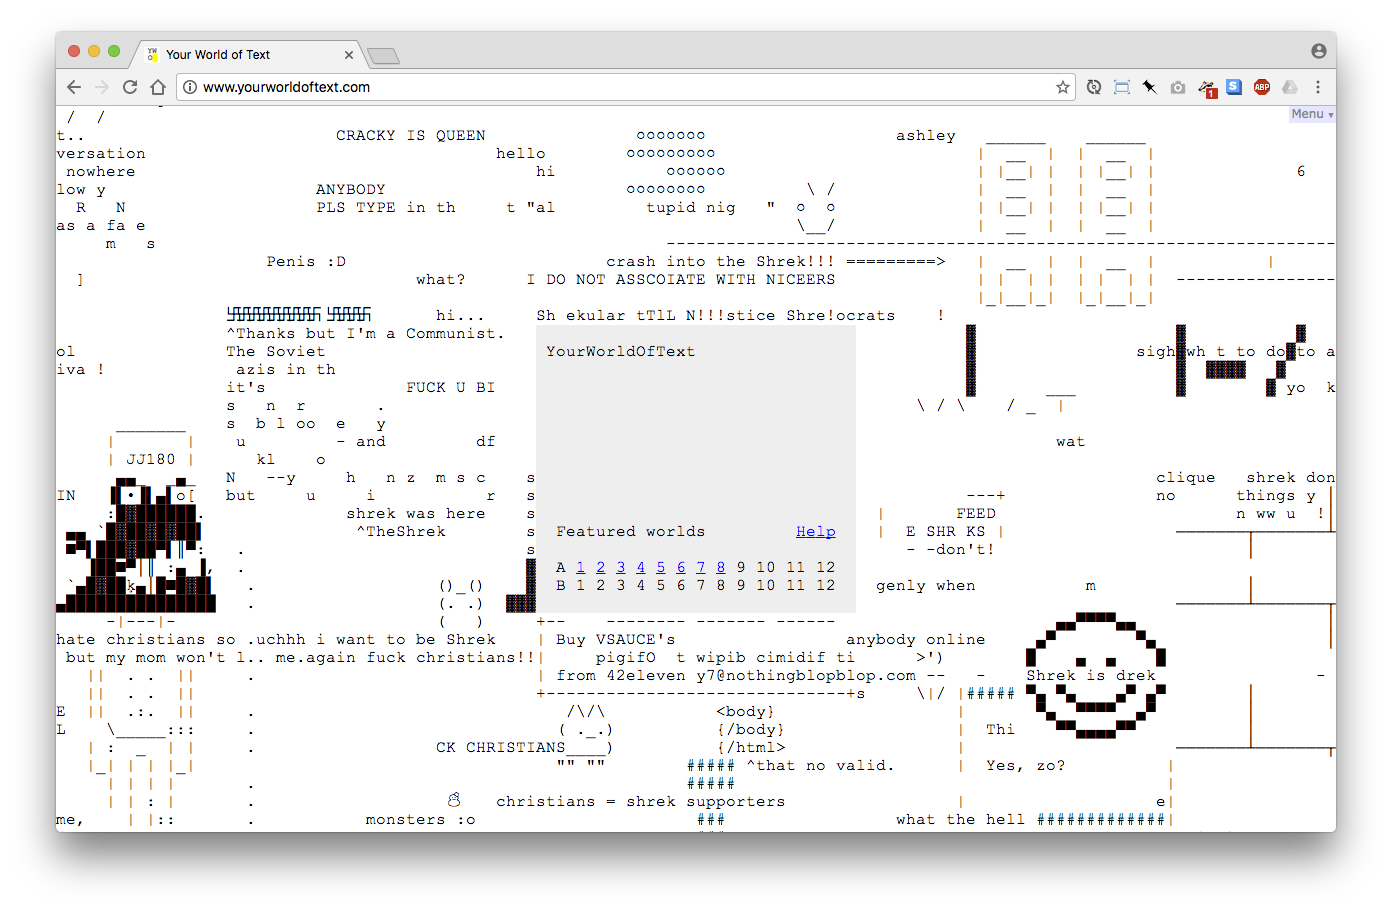 Your World of Text
www.yourworldoftext.com
Menu
t.. CRACKY IS QUEEN ooooooo ashley
versation hello ooooooooo
nowhere hi oooooo 6
low y ANYBODY oooooooo
R N PLS TYPE in th t "al tupid nig " o o
as a fa e
m s
Penis :D crash into the Shrek!!! =========>
] what? I DO NOT ASSCOIATE WITH NICEERS
hi... Sh ekular tTlL N!!!stice Shre!ocrats !
^Thanks but I'm a Communist.
ol The Soviet YourWorldOfText sigh wh t to do to a
iva ! azis in th
it's FUCK U BI yo k
s n r .
s b l oo e y
u - and df wat
JJ180 kl o
N --y h n z m s c s clique shrek don
IN but u i r s ---+ no things y
shrek was here s FEED n ww u !
^TheShrek s Featured worlds Help E SHR KS
s - -don't!
A 1 2 3 4 5 6 7 8 9 10 11 12
B 1 2 3 4 5 6 7 8 9 10 11 12 genly when m
hate christians so .uchhh i want to be Shrek Buy VSAUCE's anybody online
but my mom won't l.. me.again fuck christians!! pigifO t wipib cimidif ti >')
from 42eleven y7@nothingblopblop.com -- - Shrek is drek -
s #####
E <body}
L {/body} Thi
CK CHRISTIANS {/html>
##### ^that no valid. Yes, zo?
#####
christians = shrek supporters e
me, monsters :o ### what the hell #############